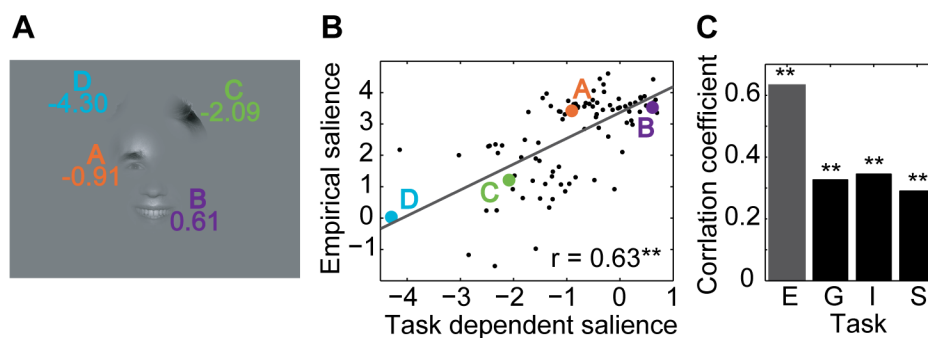 A
D
-4.30
C
-2.09
A
-0.91
B
0.61
B
Empirical salience
4
3
2
1
0
−1
A
B
C
D
r = 0.63**
−4 −3 −2 −1 0 1
Task dependent salience
C
Corrlation coefficient
0.6
0.4
0.2
0
** ** ** **
E G I S
Task